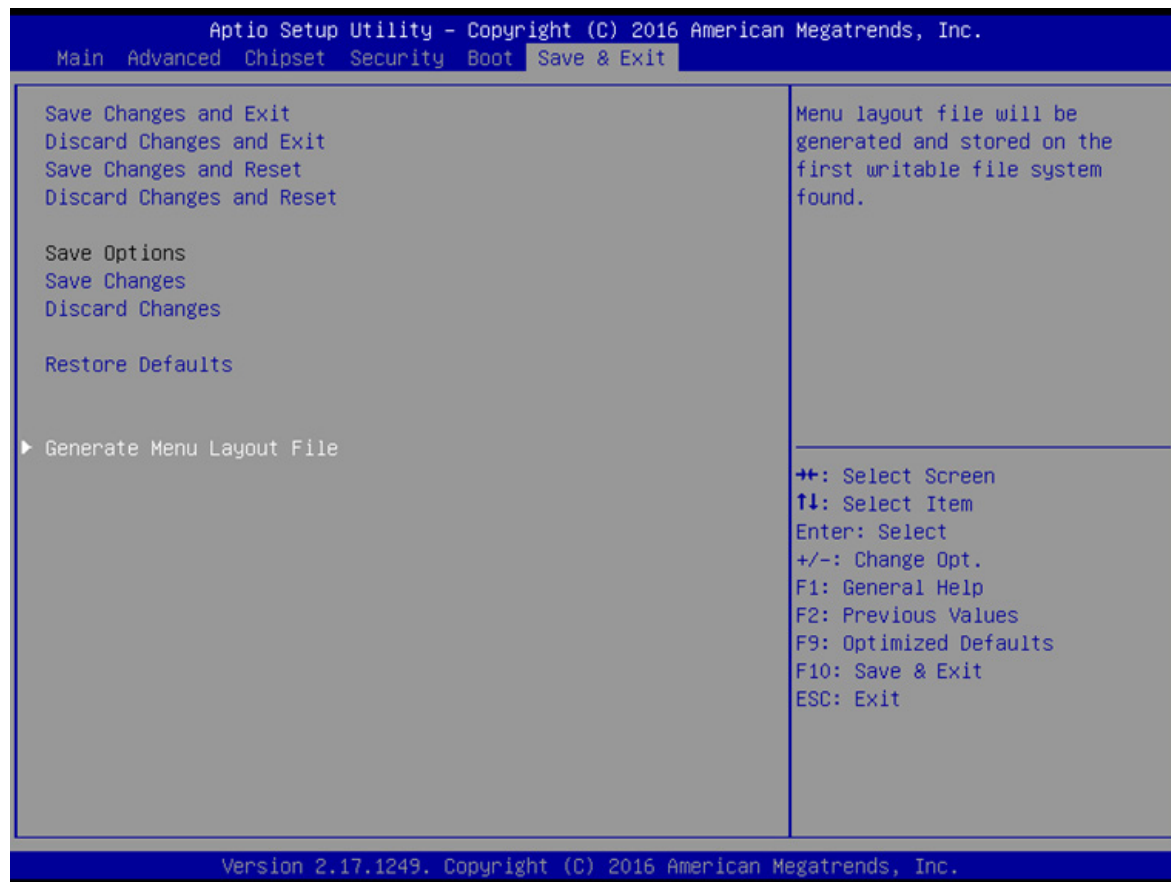 Aptio Setup Utility – Copyright (C) 2016 American Megatrends, Inc.
Main Advanced Chipset Security Boot Save & Exit
Save Changes and Exit
Discard Changes and Exit
Save Changes and Reset
Discard Changes and Reset
Save Options
Save Changes
Discard Changes
Restore Defaults
▶ Generate Menu Layout File
Menu layout file will be
generated and stored on the
first writable file system
found.
→←: Select Screen
↑↓: Select Item
Enter: Select
+/-: Change Opt.
F1: General Help
F2: Previous Values
F9: Optimized Defaults
F10: Save & Exit
ESC: Exit
Version 2.17.1249. Copyright (C) 2016 American Megatrends, Inc.